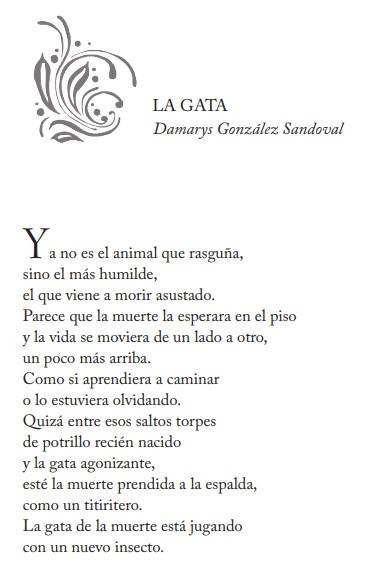 LA GATA
Damarys González Sandoval
Ya no es el animal que rasguña,
sino el más humilde,
el que viene a morir asustado.
Parece que la muerte la esperara en el piso
y la vida se moviera de un lado a otro,
un poco más arriba.
Como si aprendiera a caminar
o lo estuviera olvidando.
Quizá entre esos saltos torpes
de potrillo recién nacido
y la gata agonizante,
esté la muerte prendida a la espalda,
como un titiritero.
La gata de la muerte está jugando
con un nuevo insecto.